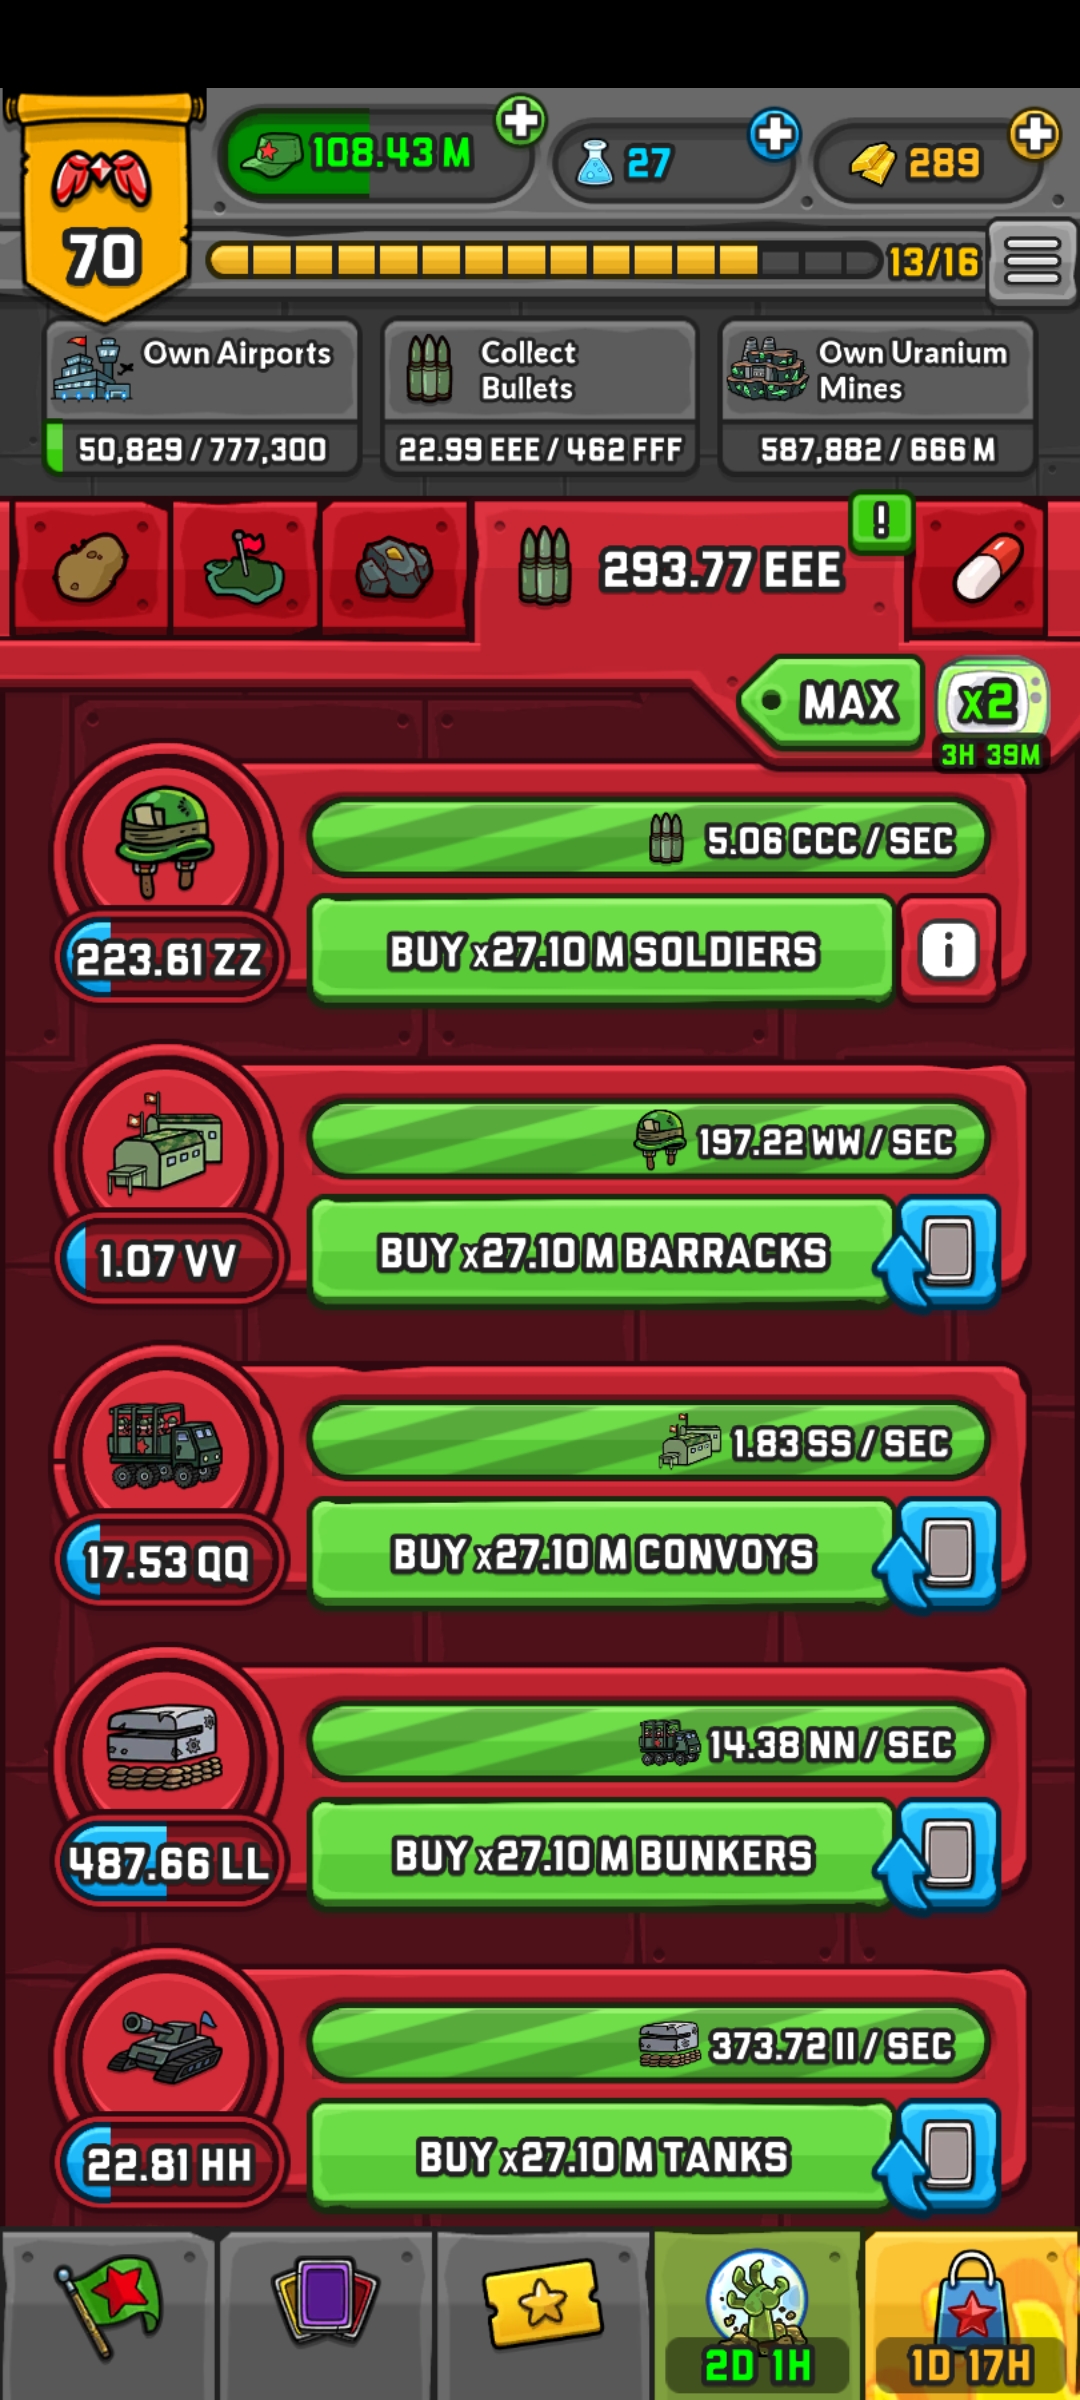 70
108.43 M
27
289
13/16
Own Airports
50,829 / 777,300
Collect
Bullets
22.99 EEE / 462 FFF
Own Uranium
Mines
587,882 / 666 M
293.77 EEE
!
MAX
x2
3H 39M
5.06 CCC / SEC
223.61 ZZ
BUY x27.10 M SOLDIERS
i
197.22 WW / SEC
1.07 VV
BUY x27.10 M BARRACKS
1.83 SS / SEC
17.53 QQ
BUY x27.10 M CONVOYS
14.38 NN / SEC
487.66 LL
BUY x27.10 M BUNKERS
373.72 II / SEC
22.81 HH
BUY x27.10 M TANKS
2D 1H
1D 17H